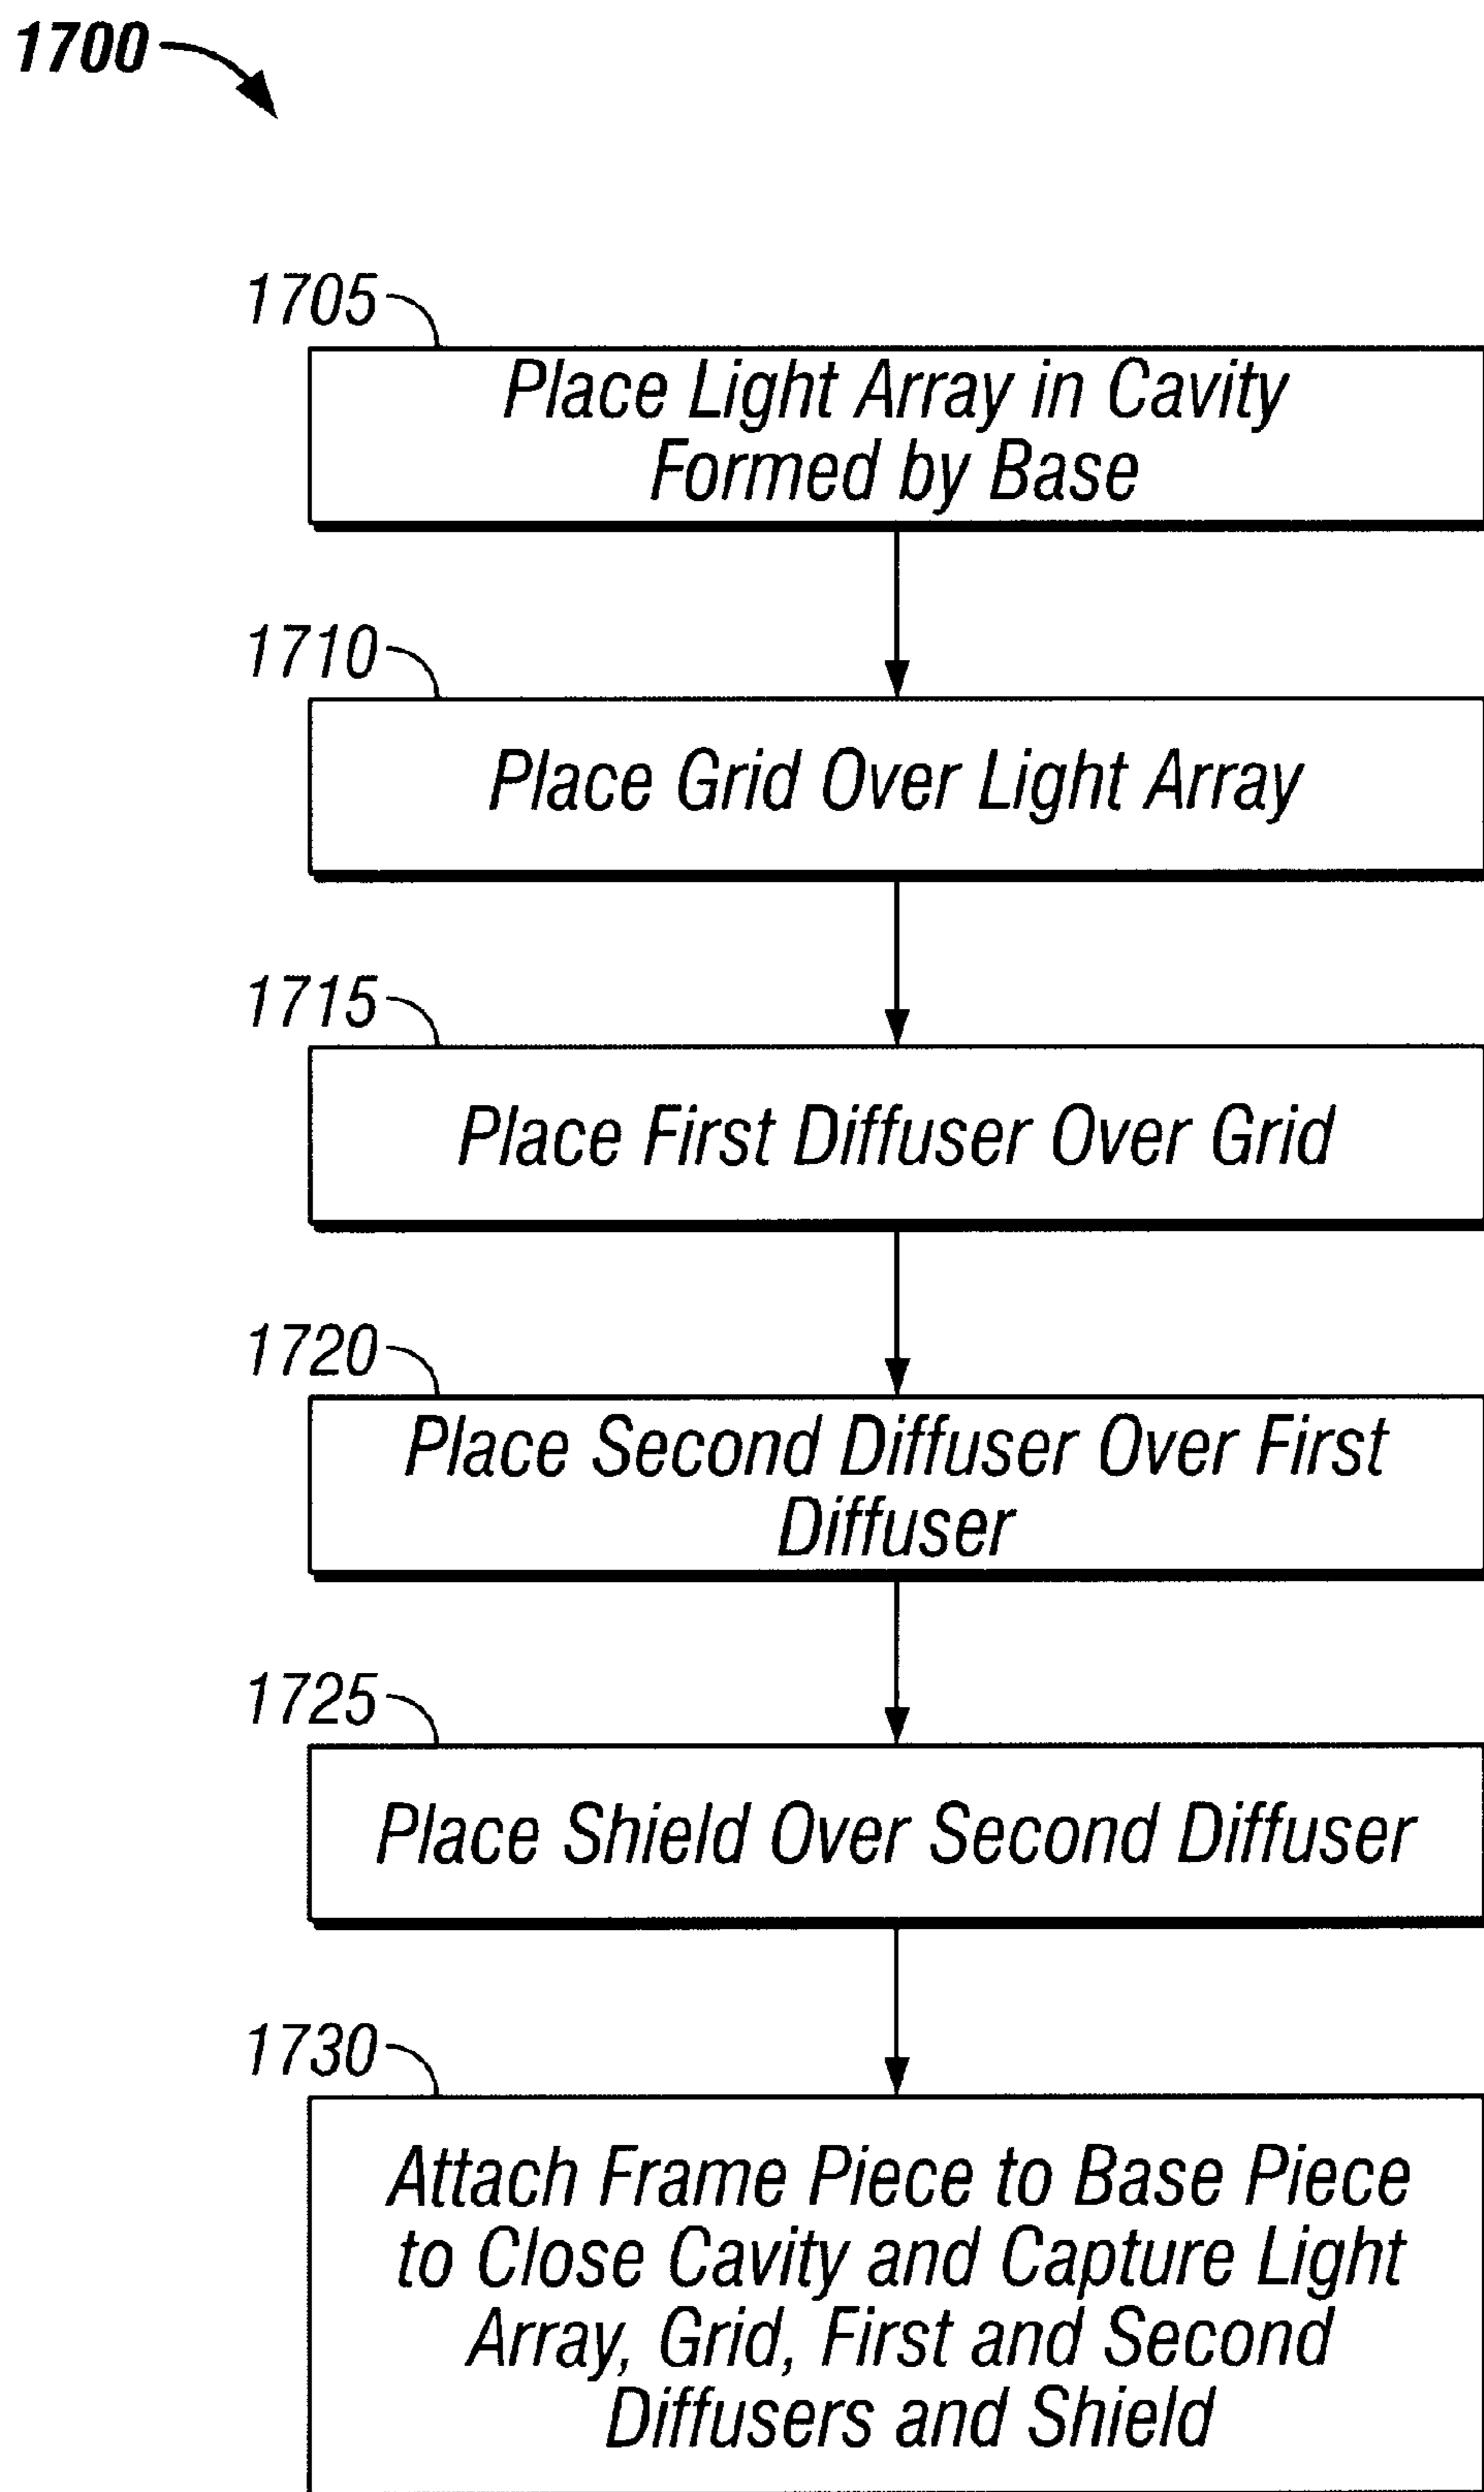 1700
1705
Place Light Array in Cavity
Formed by Base
1710
Place Grid Over Light Array
1715
Place First Diffuser Over Grid
1720
Place Second Diffuser Over First
Diffuser
1725
Place Shield Over Second Diffuser
1730
Attach Frame Piece to Base Piece
to Close Cavity and Capture Light
Array, Grid, First and Second
Diffusers and Shield